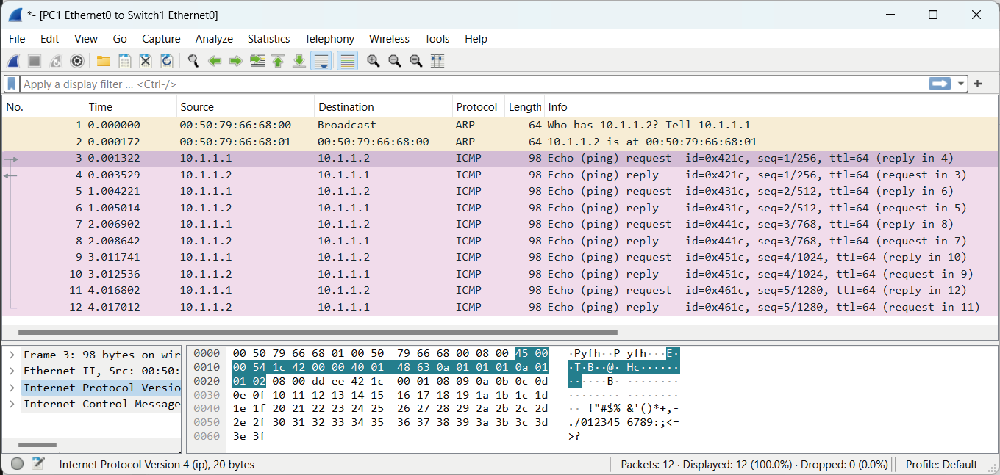 *- [PC1 Ethernet0 to Switch1 Ethernet0]
File Edit View Go Capture Analyze Statistics Telephony Wireless Tools Help
Apply a display filter ... <Ctrl-/>
No. Time Source Destination Protocol Length Info
1 0.000000 00:50:79:66:68:00 Broadcast ARP 64 Who has 10.1.1.2? Tell 10.1.1.1
2 0.000172 00:50:79:66:68:01 00:50:79:66:68:00 ARP 64 10.1.1.2 is at 00:50:79:66:68:01
3 0.001322 10.1.1.1 10.1.1.2 ICMP 98 Echo (ping) request id=0x421c, seq=1/256, ttl=64 (reply in 4)
4 0.003529 10.1.1.2 10.1.1.1 ICMP 98 Echo (ping) reply id=0x421c, seq=1/256, ttl=64 (request in 3)
5 1.004221 10.1.1.1 10.1.1.2 ICMP 98 Echo (ping) request id=0x431c, seq=2/512, ttl=64 (reply in 6)
6 1.005014 10.1.1.2 10.1.1.1 ICMP 98 Echo (ping) reply id=0x431c, seq=2/512, ttl=64 (request in 5)
7 2.006902 10.1.1.1 10.1.1.2 ICMP 98 Echo (ping) request id=0x441c, seq=3/768, ttl=64 (reply in 8)
8 2.008642 10.1.1.2 10.1.1.1 ICMP 98 Echo (ping) reply id=0x441c, seq=3/768, ttl=64 (request in 7)
9 3.011741 10.1.1.1 10.1.1.2 ICMP 98 Echo (ping) request id=0x451c, seq=4/1024, ttl=64 (reply in 10)
10 3.012536 10.1.1.2 10.1.1.1 ICMP 98 Echo (ping) reply id=0x451c, seq=4/1024, ttl=64 (request in 9)
11 4.016802 10.1.1.1 10.1.1.2 ICMP 98 Echo (ping) request id=0x461c, seq=5/1280, ttl=64 (reply in 12)
12 4.017012 10.1.1.2 10.1.1.1 ICMP 98 Echo (ping) reply id=0x461c, seq=5/1280, ttl=64 (request in 11)
Frame 3: 98 bytes on wir
Ethernet II, Src: 00:50:
Internet Protocol Versio
Internet Control Message
0000 00 50 79 66 68 01 00 50 79 66 68 00 08 00 45 00 ·Pyfh··P yfh···E·
0010 00 54 1c 42 00 00 40 01 48 63 0a 01 01 01 0a 01 ·T·B··@· Hc······
0020 01 02 08 00 dd ee 42 1c 00 01 08 09 0a 0b 0c 0d ······B· ········
0030 0e 0f 10 11 12 13 14 15 16 17 18 19 1a 1b 1c 1d ········ ········
0040 1e 1f 20 21 22 23 24 25 26 27 28 29 2a 2b 2c 2d ·· !"#$% &'()*+,-
0050 2e 2f 30 31 32 33 34 35 36 37 38 39 3a 3b 3c 3d ./012345 6789:;<=
0060 3e 3f >?
Internet Protocol Version 4 (ip), 20 bytes Packets: 12 · Displayed: 12 (100.0%) · Dropped: 0 (0.0%) Profile: Default